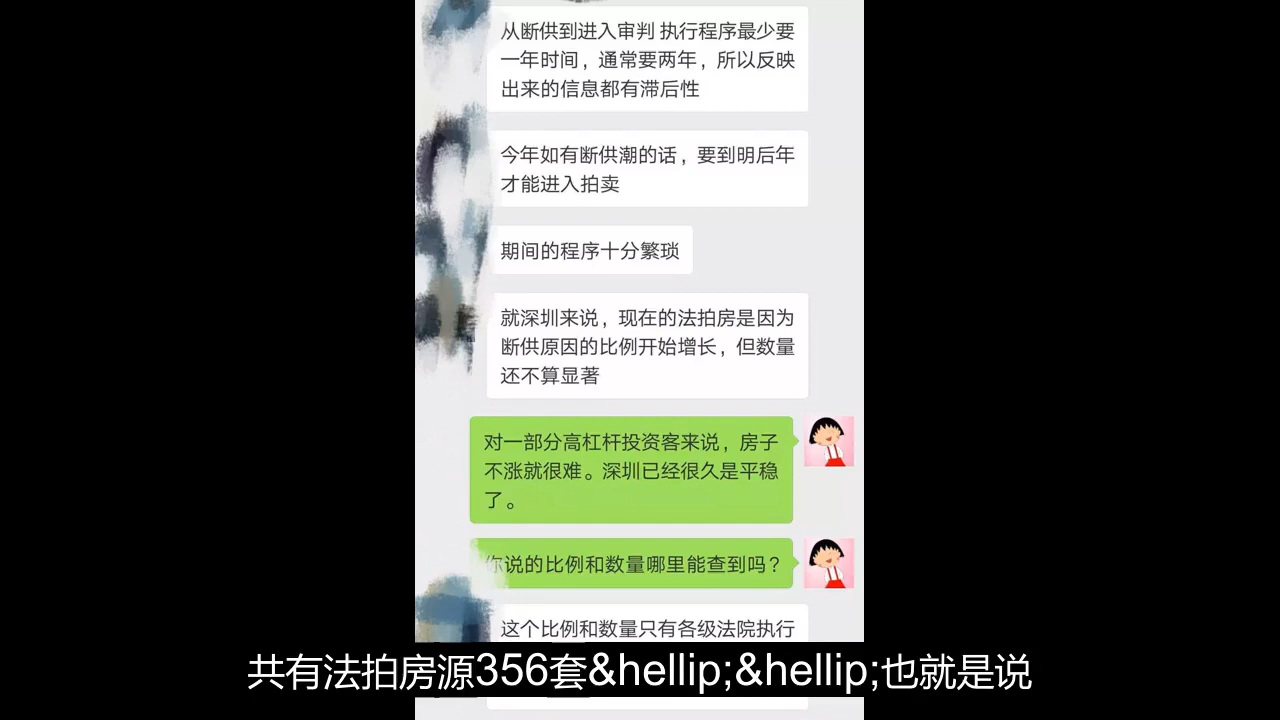 从断供到进入审判 执行程序最少要
一年时间，通常要两年，所以反映
出来的信息都有滞后性
今年如有断供潮的话，要到明后年
才能进入拍卖
期间的程序十分繁琐
就深圳来说，现在的法拍房是因为
断供原因的比例开始增长，但数量
还不算显著
对一部分高杠杆投资客来说，房子
不涨就很难。深圳已经很久是平稳
了。
你说的比例和数量哪里能查到吗？
这个比例和数量只有各级法院执行
共有法拍房源356套&hellip;&hellip;也就是说